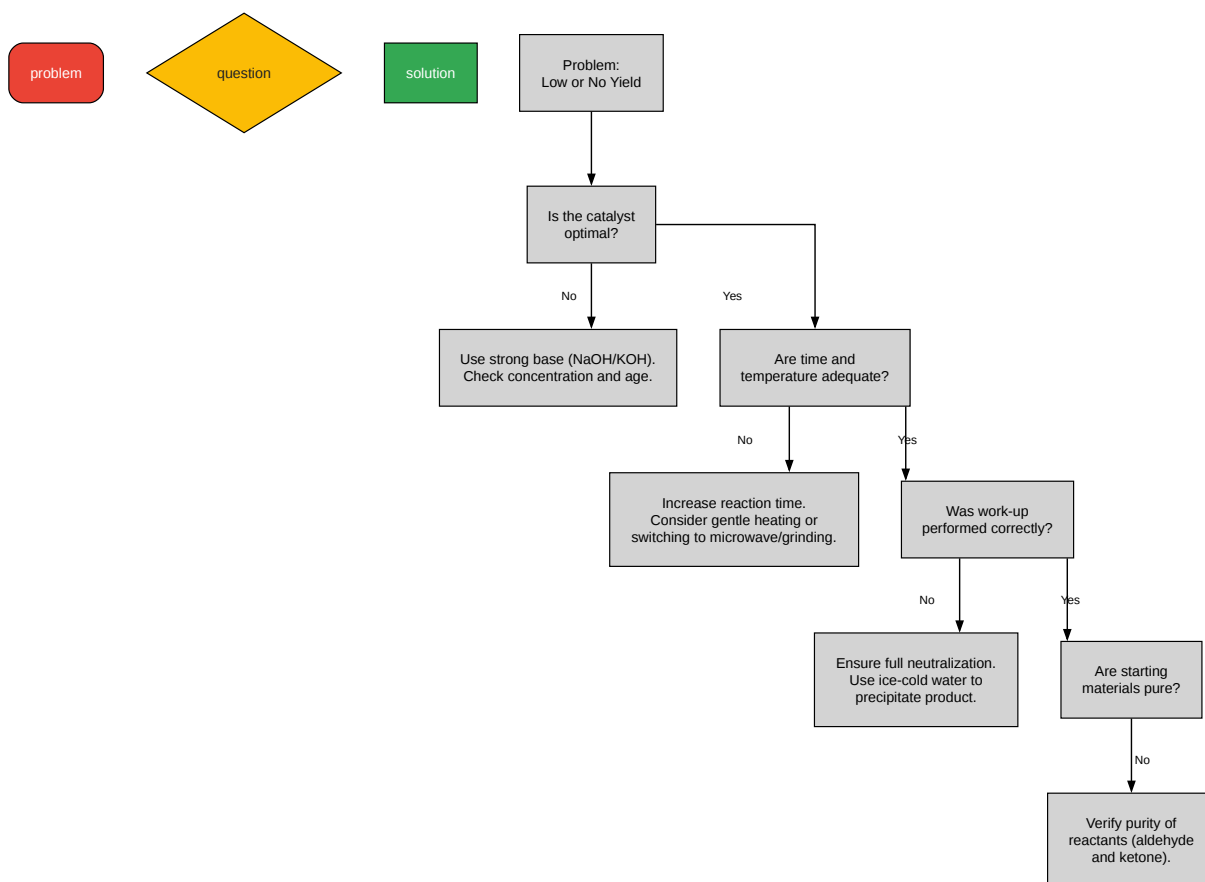 problem
question
solution
Problem:
Low or No Yield
Is the catalyst
optimal?
No
Yes
Use strong base (NaOH/KOH).
Check concentration and age.
Are time and
temperature adequate?
No
Yes
Increase reaction time.
Consider gentle heating or
switching to microwave/grinding.
Was work-up
performed correctly?
No
Yes
Ensure full neutralization.
Use ice-cold water to
precipitate product.
Are starting
materials pure?
No
Verify purity of
reactants (aldehyde
and ketone).